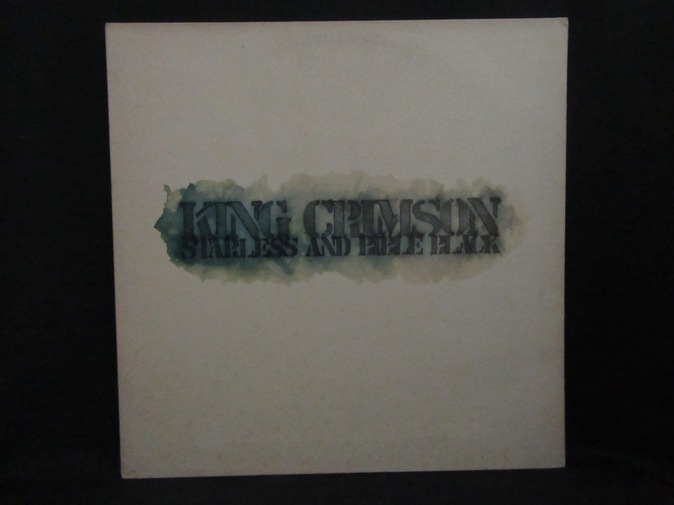 KING CRIMSON
STARLESS AND BIBLE BLACK